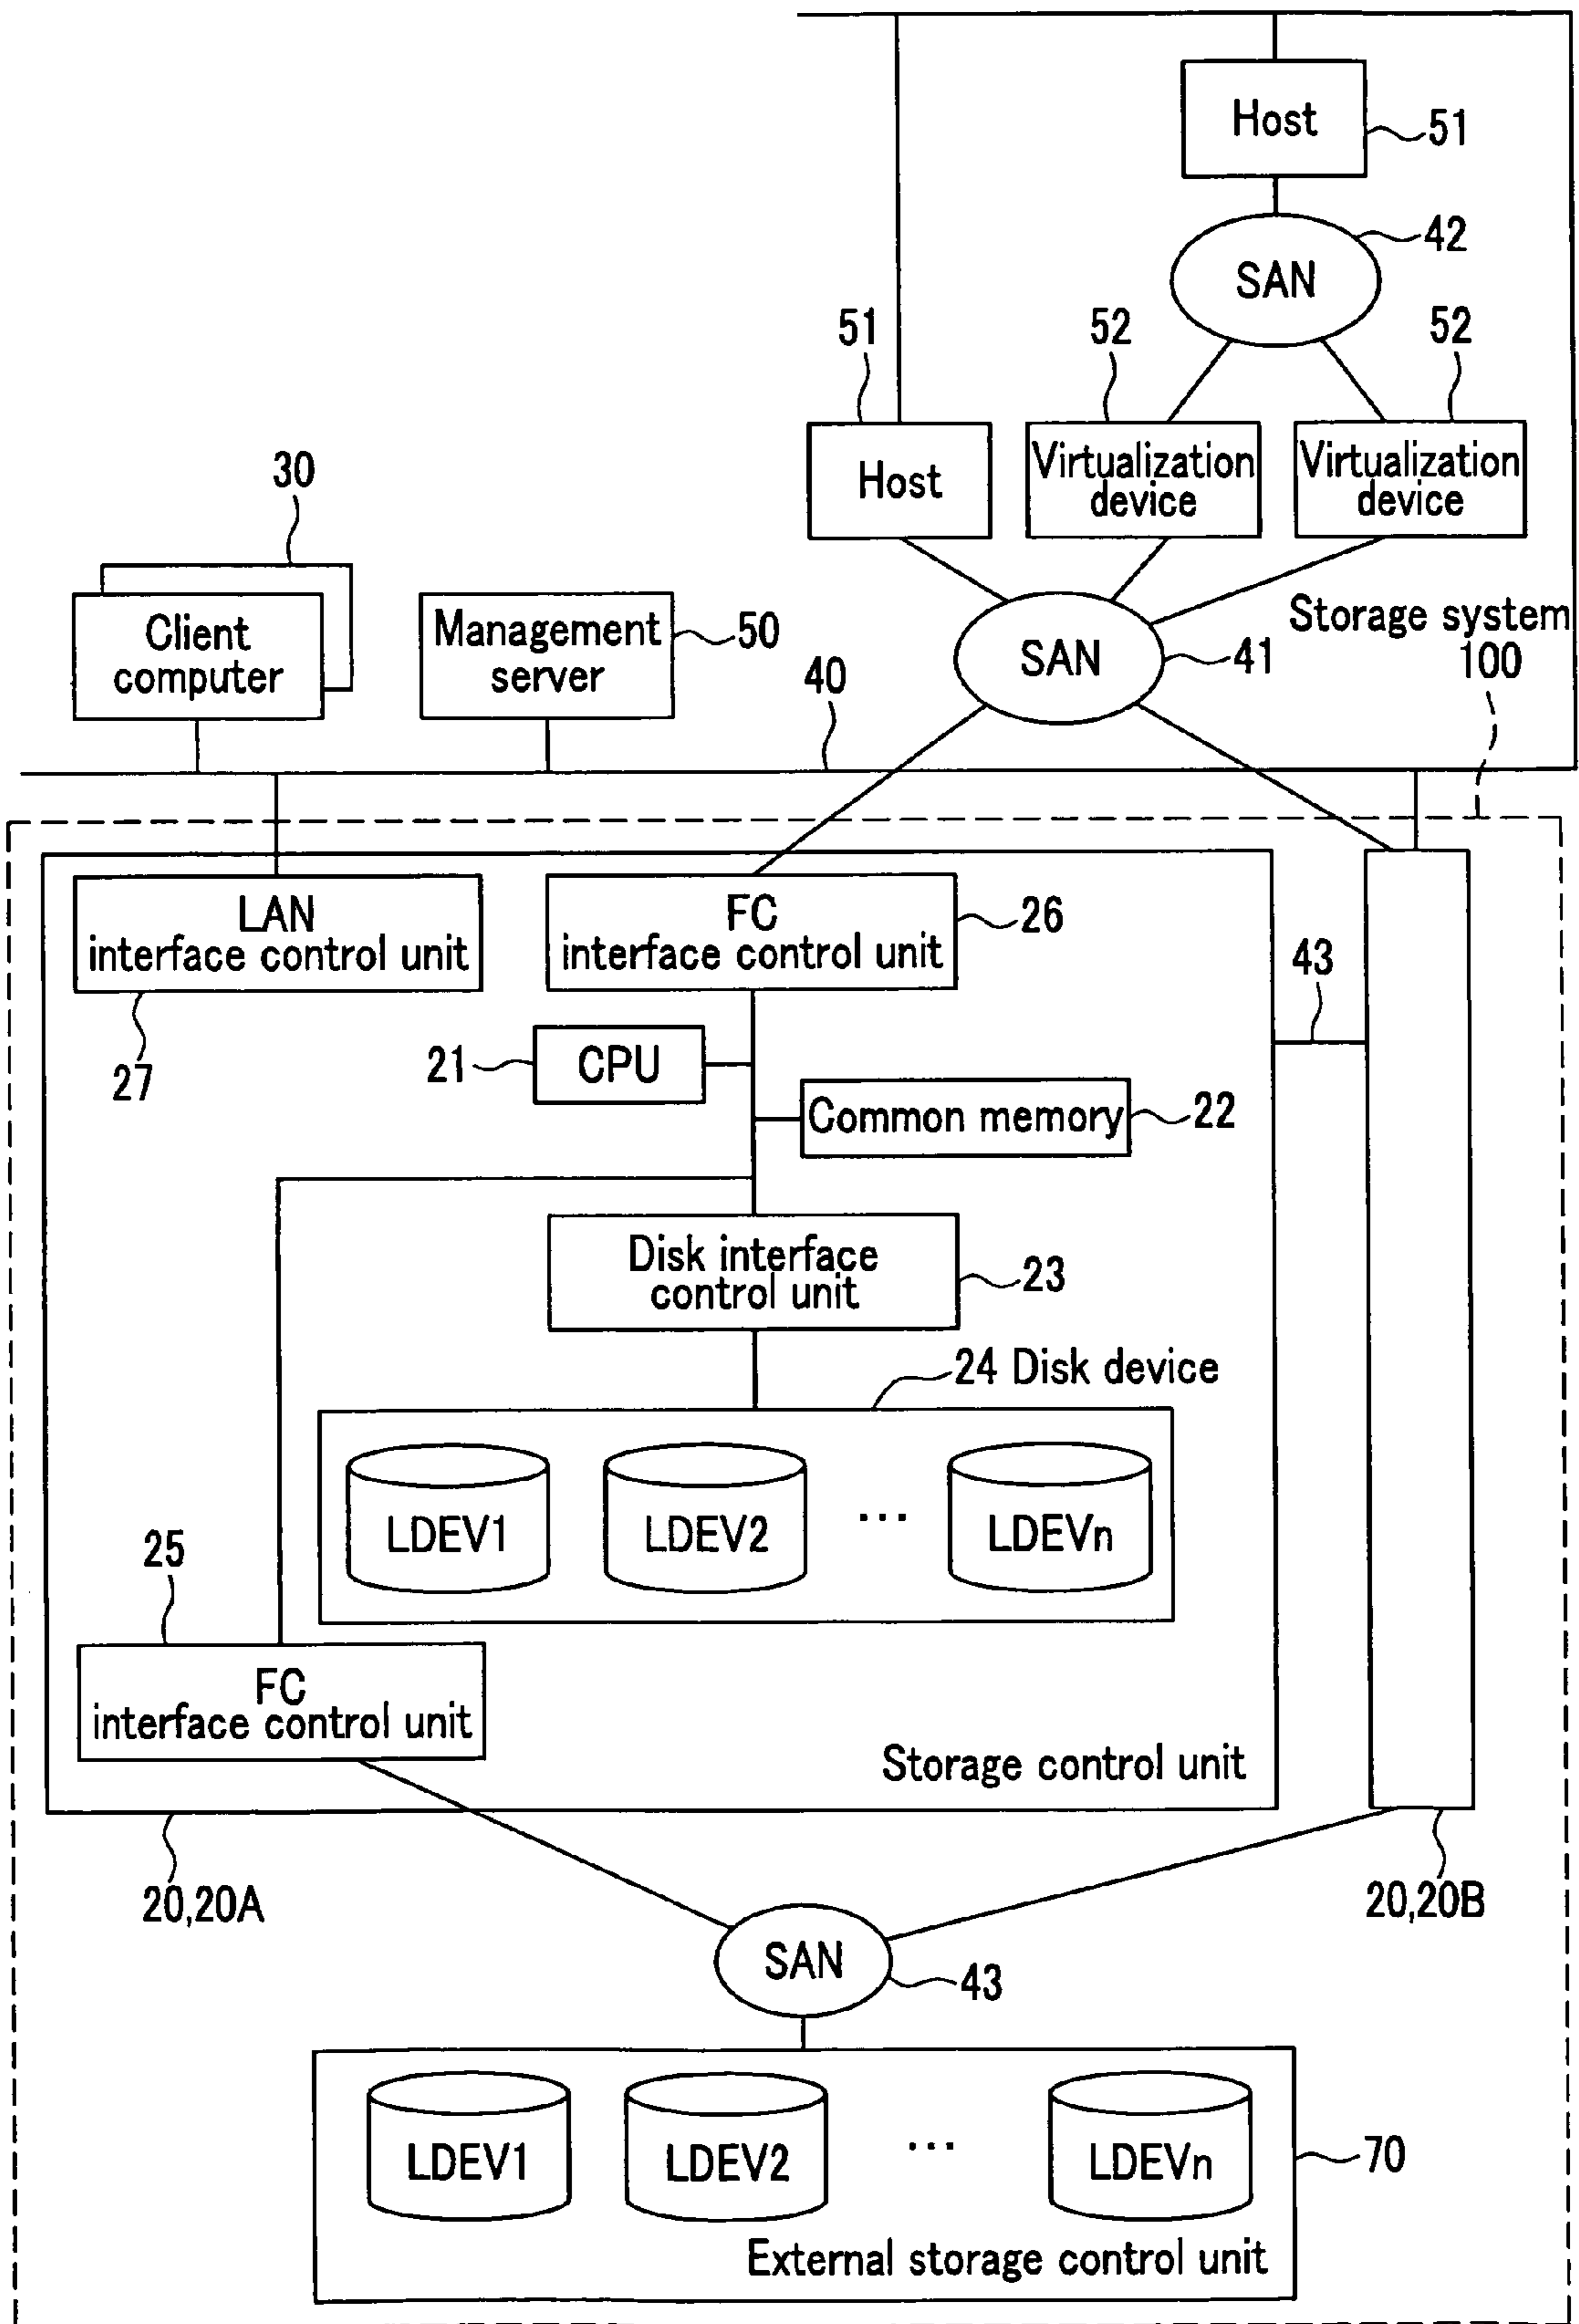 Host
51
42
SAN
51
52
52
Host
Virtualization
device
Virtualization
device
30
Client
computer
Management
server
50
SAN
41
Storage system
100
40
LAN
interface control unit
27
FC
interface control unit
26
43
21
CPU
Common memory
22
Disk interface
control unit
23
24 Disk device
LDEV1
LDEV2
...
LDEVn
25
FC
interface control unit
Storage control unit
20,20A
20,20B
SAN
43
LDEV1
LDEV2
...
LDEVn
70
External storage control unit